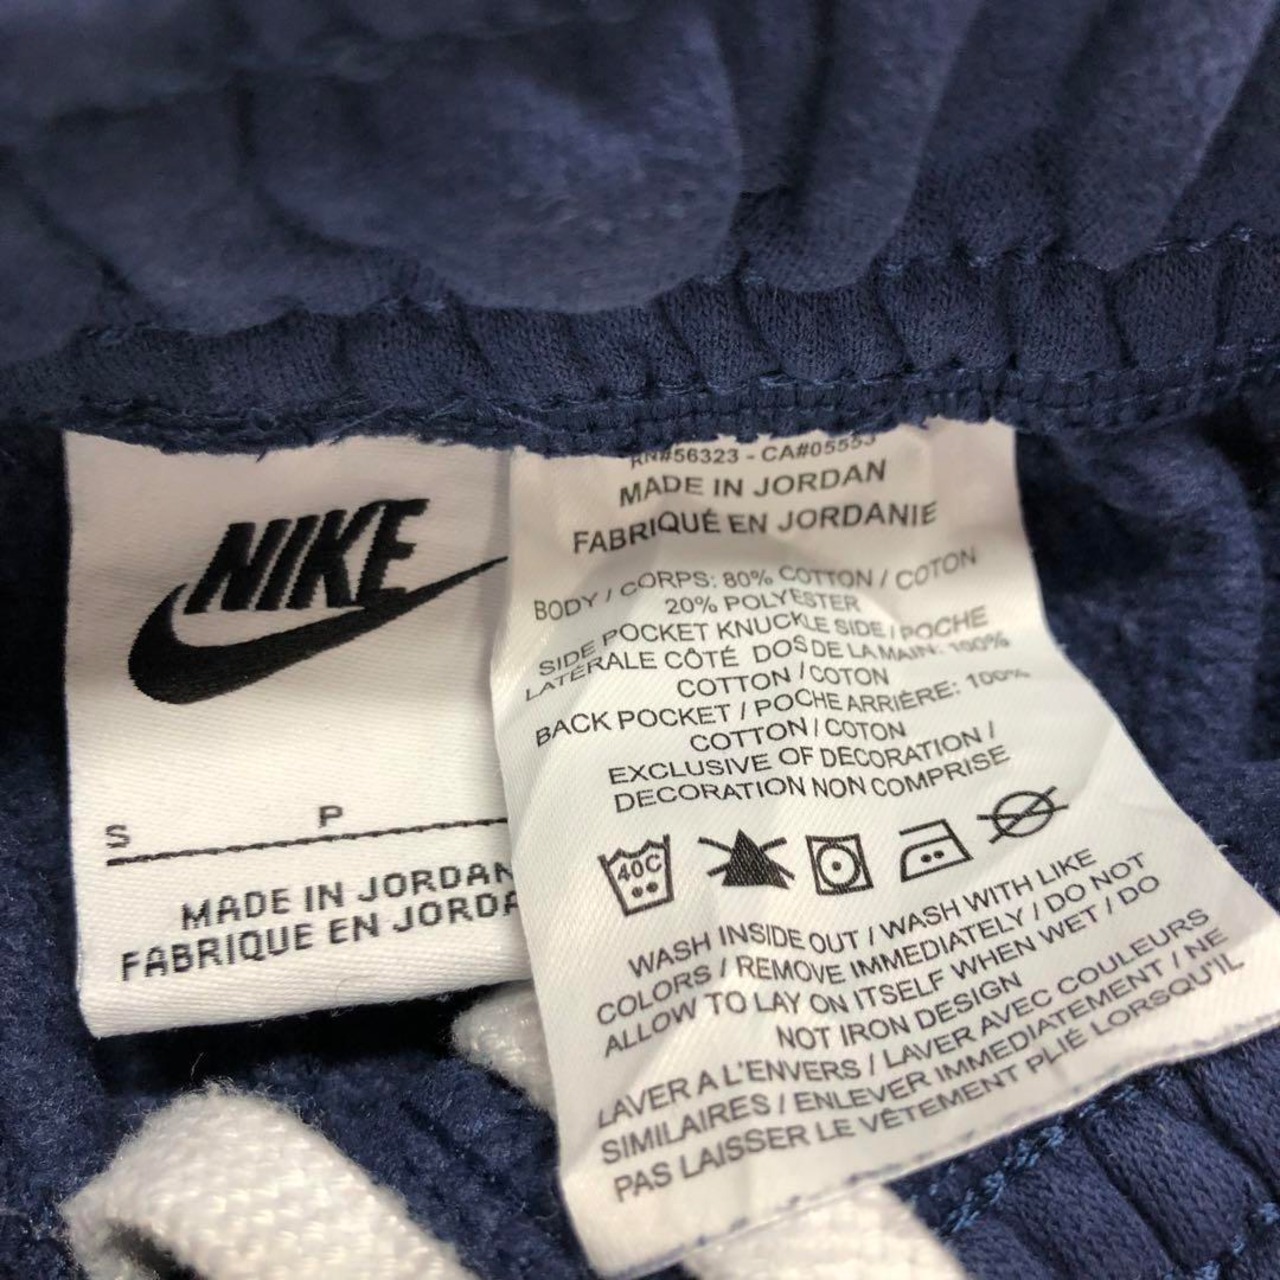 NIKE
S P
MADE IN JORDAN
FABRIQUE EN JORDA
RN#56323 - CA#05553
MADE IN JORDAN
FABRIQUÉ EN JORDANIE
BODY / CORPS: 80% COTTON / COTON
20% POLYESTER
SIDE POCKET KNUCKLE SIDE / POCHE
LATÉRALE CÔTÉ DOS DE LA MAIN: 100%
COTTON / COTON
BACK POCKET / POCHE ARRIÈRE: 100%
COTTON / COTON
EXCLUSIVE OF DECORATION /
DECORATION NON COMPRISE
40C
WASH INSIDE OUT / WASH WITH LIKE
COLORS / REMOVE IMMEDIATELY / DO NOT
ALLOW TO LAY ON ITSELF WHEN WET / DO
NOT IRON DESIGN
LAVER A L'ENVERS / LAVER AVEC COULEURS
SIMILAIRES / ENLEVER IMMEDIATEMENT / NE
PAS LAISSER LE VÊTEMENT PLIÉ LORSQU'IL